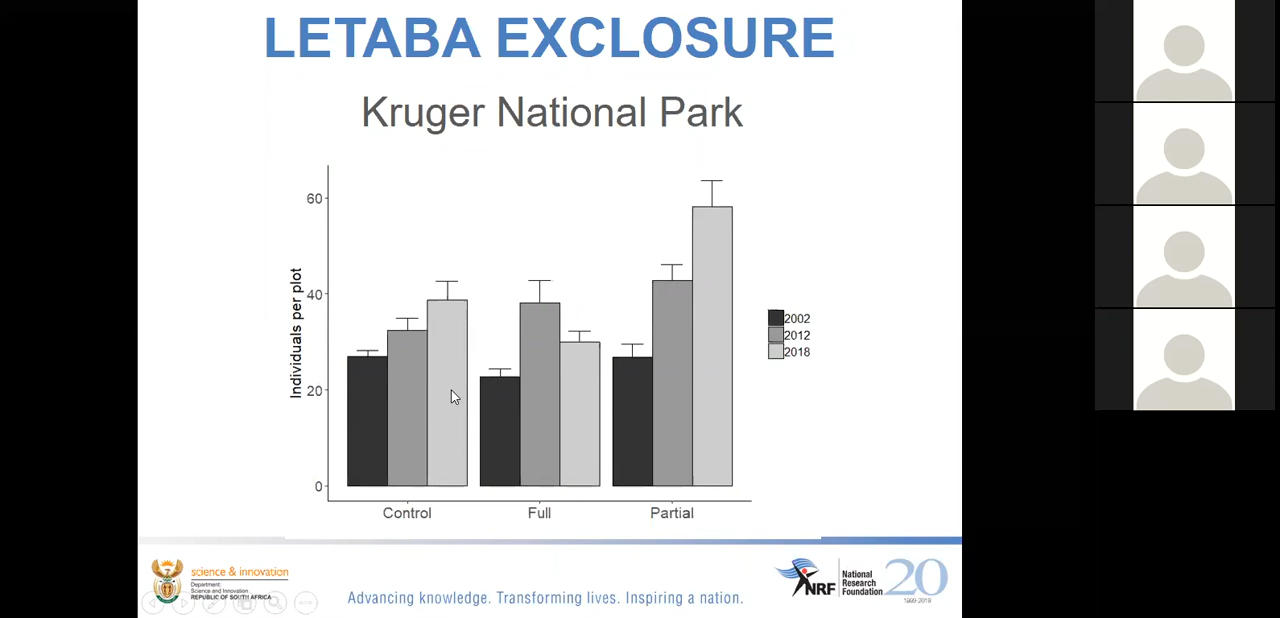 LETABA EXCLOSURE
Kruger National Park
Individuals per plot
60
40
20
0
Control Full Partial
2002
2012
2018
science & innovation
Department:
Science and Innovation
REPUBLIC OF SOUTH AFRICA
Advancing knowledge. Transforming lives. Inspiring a nation.
NRF
National
Research
Foundation
20
1999-2019